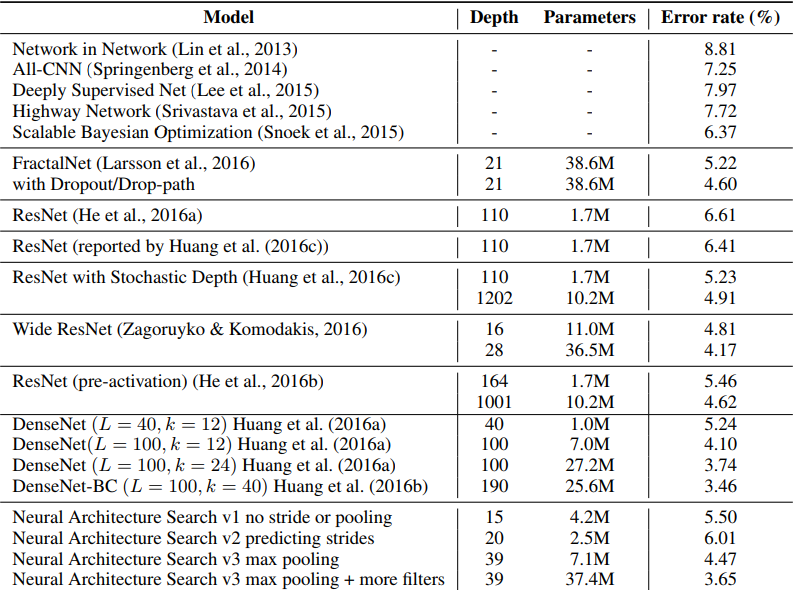 Model Depth Parameters Error rate (%)
Network in Network (Lin et al., 2013) - - 8.81
All-CNN (Springenberg et al., 2014) - - 7.25
Deeply Supervised Net (Lee et al., 2015) - - 7.97
Highway Network (Srivastava et al., 2015) - - 7.72
Scalable Bayesian Optimization (Snoek et al., 2015) - - 6.37
FractalNet (Larsson et al., 2016) 21 38.6M 5.22
with Dropout/Drop-path 21 38.6M 4.60
ResNet (He et al., 2016a) 110 1.7M 6.61
ResNet (reported by Huang et al. (2016c)) 110 1.7M 6.41
ResNet with Stochastic Depth (Huang et al., 2016c) 110 1.7M 5.23
1202 10.2M 4.91
Wide ResNet (Zagoruyko & Komodakis, 2016) 16 11.0M 4.81
28 36.5M 4.17
ResNet (pre-activation) (He et al., 2016b) 164 1.7M 5.46
1001 10.2M 4.62
DenseNet (L = 40, k = 12) Huang et al. (2016a) 40 1.0M 5.24
DenseNet(L = 100, k = 12) Huang et al. (2016a) 100 7.0M 4.10
DenseNet (L = 100, k = 24) Huang et al. (2016a) 100 27.2M 3.74
DenseNet-BC (L = 100, k = 40) Huang et al. (2016b) 190 25.6M 3.46
Neural Architecture Search v1 no stride or pooling 15 4.2M 5.50
Neural Architecture Search v2 predicting strides 20 2.5M 6.01
Neural Architecture Search v3 max pooling 39 7.1M 4.47
Neural Architecture Search v3 max pooling + more filters 39 37.4M 3.65